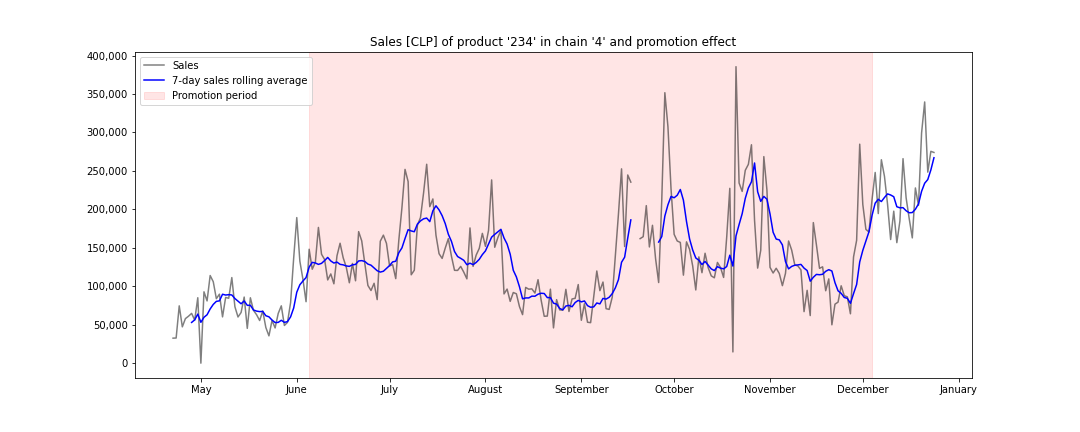 Sales [CLP] of product '234' in chain '4' and promotion effect
400,000
350,000
300,000
250,000
200,000
150,000
100,000
50,000
0
Sales
7-day sales rolling average
Promotion period
May
June
July
August
September
October
November
December
January